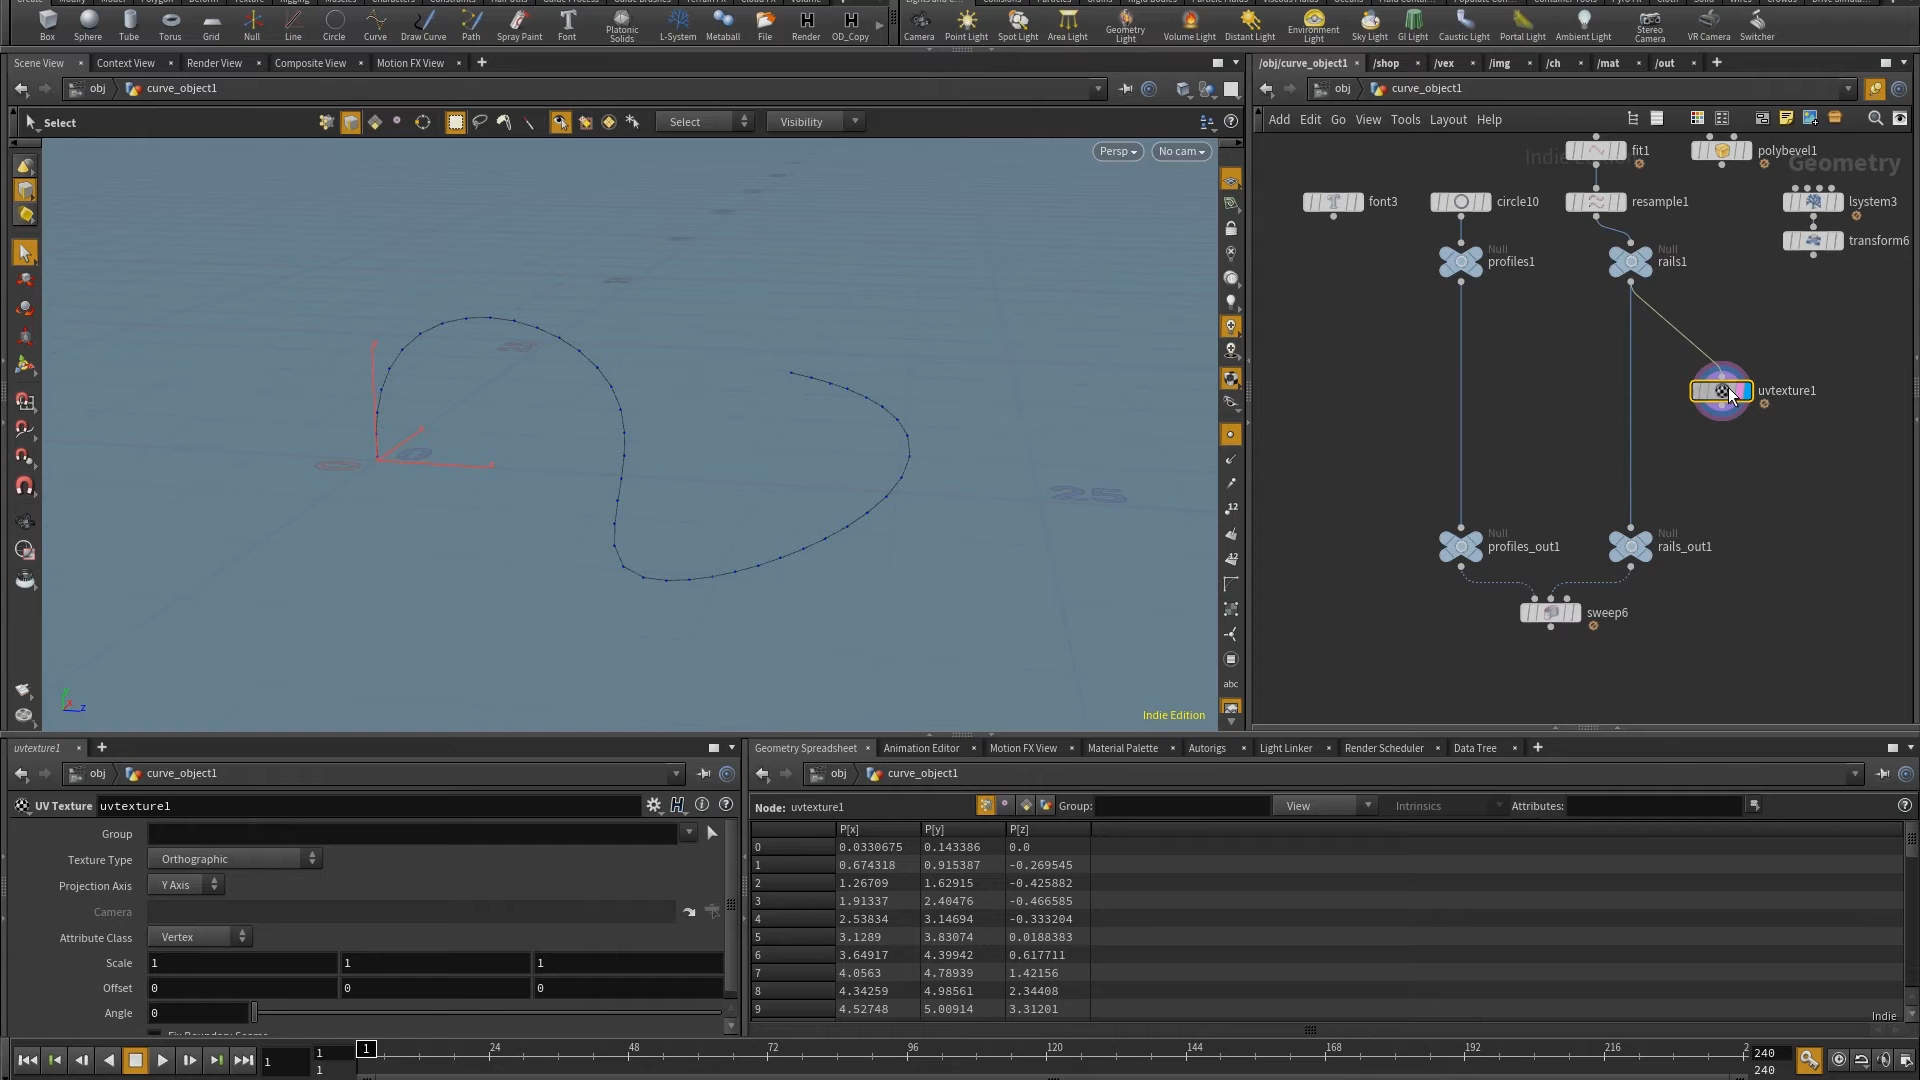 Box Sphere Tube Torus Grid Null Line Circle Curve Draw Curve Path Spray Paint Font Platonic Solids L-System Metaball File Render OD_Copy
Camera Point Light Spot Light Area Light Geometry Light Volume Light Distant Light Environment Light Sky Light GI Light Caustic Light Portal Light Ambient Light Stereo Camera VR Camera Switcher
Scene View Context View Render View Composite View Motion FX View
/obj/curve_object1 /shop /vex /img /ch /mat /out
obj curve_object1
obj curve_object1
Select Select Visibility
Add Edit Go View Tools Layout Help
Persp No cam
Indie Edition
Geometry
fit1 polybevel1
font3 circle10 resample1 lsystem3
transform6
Null profiles1
Null rails1
uvtexture1
Null profiles_out1
Null rails_out1
sweep6
25
12
12
abc
y
x
z
Indie Edition
uvtexture1
obj curve_object1
UV Texture uvtexture1
Group
Texture Type Orthographic
Projection Axis Y Axis
Camera
Attribute Class Vertex
Scale 1 1 1
Offset 0 0 0
Angle 0
Geometry Spreadsheet Animation Editor Motion FX View Material Palette Autorigs Light Linker Render Scheduler Data Tree
obj curve_object1
Node: uvtexture1 Group: View Intrinsics Attributes:
P[x] P[y] P[z]
0 0.0330675 0.143386 0.0
1 0.674318 0.915387 -0.269545
2 1.26709 1.62915 -0.425882
3 1.91337 2.40476 -0.466585
4 2.53834 3.14694 -0.333204
5 3.1289 3.83074 0.0188383
6 3.64917 4.39942 0.617711
7 4.0563 4.78939 1.42156
8 4.34259 4.98561 2.34408
9 4.52748 5.00914 3.31201
Indie
1 1 1 24 48 72 96 120 144 168 192 216 2 240
1 240